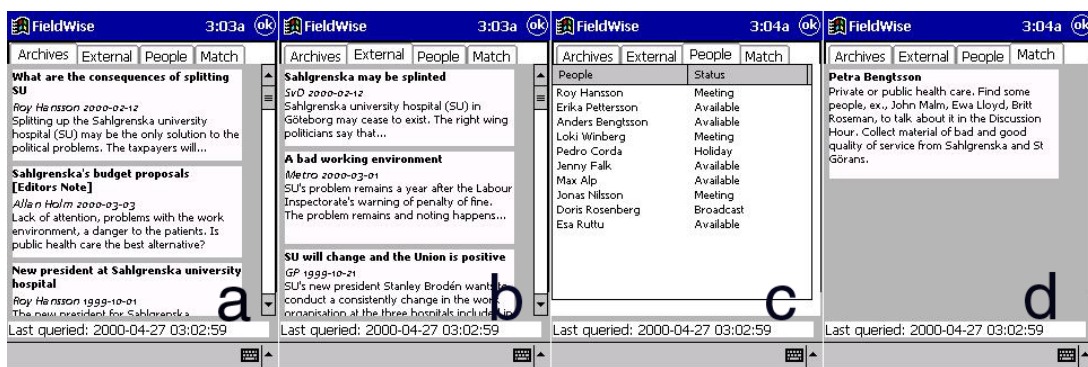 FieldWise 3:03a ok
Archives External People Match
What are the consequences of splitting
SU
Roy Hansson 2000-02-12
Splitting up the Sahlgrenska university
hospital (SU) may be the only solution to the
political problems. The taxpayers will...
Sahlgrenska's budget proposals
[Editors Note]
Allan Holm 2000-03-03
Lack of attention, problems with the work
environment, a danger to the patients. Is
public health care the best alternative?
New president at Sahlgrenska university
hospital
Roy Hansson 1999-10-01
The new president for Sahlgrenska
Last queried: 2000-04-27 03:02:59
a
FieldWise 3:03a ok
Archives External People Match
Sahlgrenska may be splinted
SvD 2000-02-12
Sahlgrenska university hospital (SU) in
Göteborg may cease to exist. The right wing
politicians say that...
A bad working environment
Metro 2000-03-01
SU's problem remains a year after the Labour
Inspectorate's warning of penalty of fine.
The problem remains and noting happens...
SU will change and the Union is positive
GP 1999-10-21
SU's new president Stanley Brodén wants to
conduct a consistently change in the work
organisation at the three hospitals included in
Last queried: 2000-04-27 03:02:59
b
FieldWise 3:04a ok
Archives External People Match
People Status
Roy Hansson Meeting
Erika Pettersson Available
Anders Bengtsson Avaliable
Loki Winberg Meeting
Pedro Corda Holiday
Jenny Falk Available
Max Alp Available
Jonas Nilsson Meeting
Doris Rosenberg Broadcast
Esa Ruttu Available
Last queried: 2000-04-27 03:02:59
c
FieldWise 3:04a ok
Archives External People Match
Petra Bengtsson
Private or public health care. Find some
people, ex., John Malm, Ewa Lloyd, Britt
Roseman, to talk about it in the Discussion
Hour. Collect material of bad and good
quality of service from Sahlgrenska and St
Görans.
Last queried: 2000-04-27 03:02:59
d